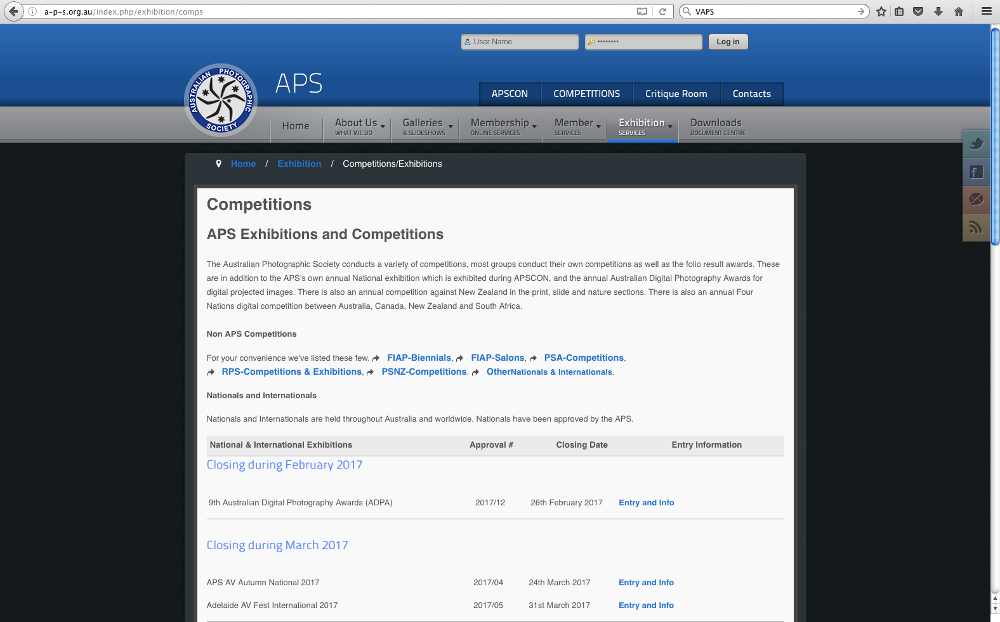 a-p-s.org.au/index.php/exhibition/comps
VAPS
User Name
••••••••
Log in
AUSTRALIAN PHOTOGRAPHIC SOCIETY
APS
APSCON
COMPETITIONS
Critique Room
Contacts
Home
About Us
WHAT WE DO
Galleries
& SLIDESHOWS
Membership
ONLINE SERVICES
Member
SERVICES
Exhibition
SERVICES
Downloads
DOCUMENT CENTRE
Home / Exhibition / Competitions/Exhibitions
Competitions
APS Exhibitions and Competitions
The Australian Photographic Society conducts a variety of competitions, most groups conduct their own competitions as well as the folio result awards. These
are in addition to the APS's own annual National exhibition which is exhibited during APSCON, and the annual Australian Digital Photography Awards for
digital projected images. There is also an annual competition against New Zealand in the print, slide and nature sections. There is also an annual Four
Nations digital competition between Australia, Canada, New Zealand and South Africa.
Non APS Competitions
For your convenience we've listed these few. FIAP-Biennials, FIAP-Salons, PSA-Competitions,
RPS-Competitions & Exhibitions, PSNZ-Competitions. OtherNationals & Internationals.
Nationals and Internationals
Nationals and Internationals are held throughout Australia and worldwide. Nationals have been approved by the APS.
National & International Exhibitions Approval # Closing Date Entry Information
Closing during February 2017
9th Australian Digital Photography Awards (ADPA) 2017/12 26th February 2017 Entry and Info
Closing during March 2017
APS AV Autumn National 2017 2017/04 24th March 2017 Entry and Info
Adelaide AV Fest International 2017 2017/05 31st March 2017 Entry and Info